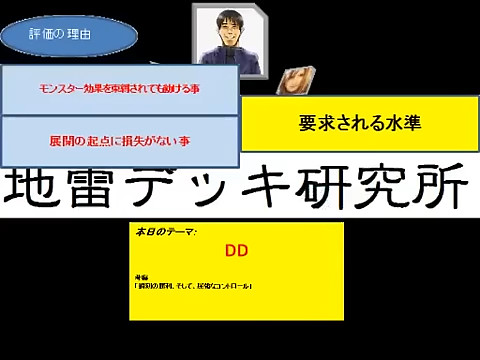 評価の理由
モンスター効果を束縛されても動ける事
要求される水準
展開の起点に損失がない事
地雷デッキ研究所
本日のテーマ:
DD